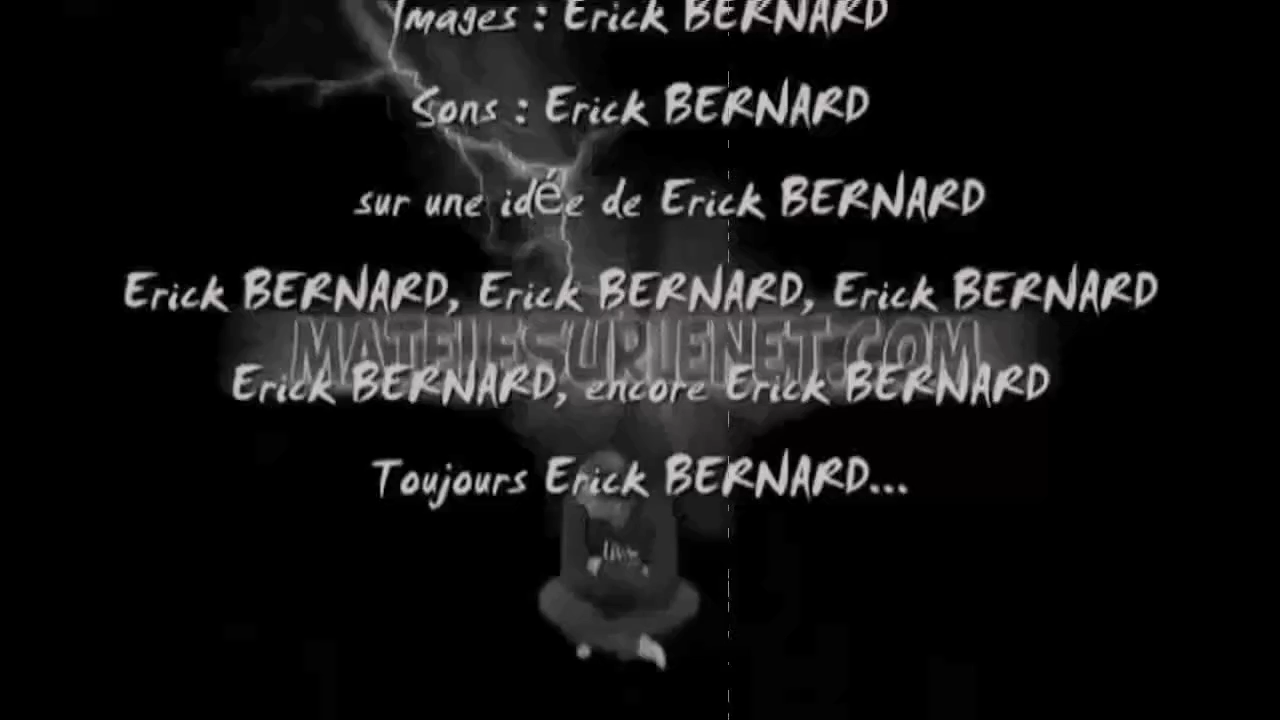 Images : Erick BERNARD
Sons : Erick BERNARD
sur une idÉe de Erick BERNARD
Erick BERNARD, Erick BERNARD, Erick BERNARD
MATELESURLENET.COM
Erick BERNARD, encore Erick BERNARD
Toujours Erick BERNARD...